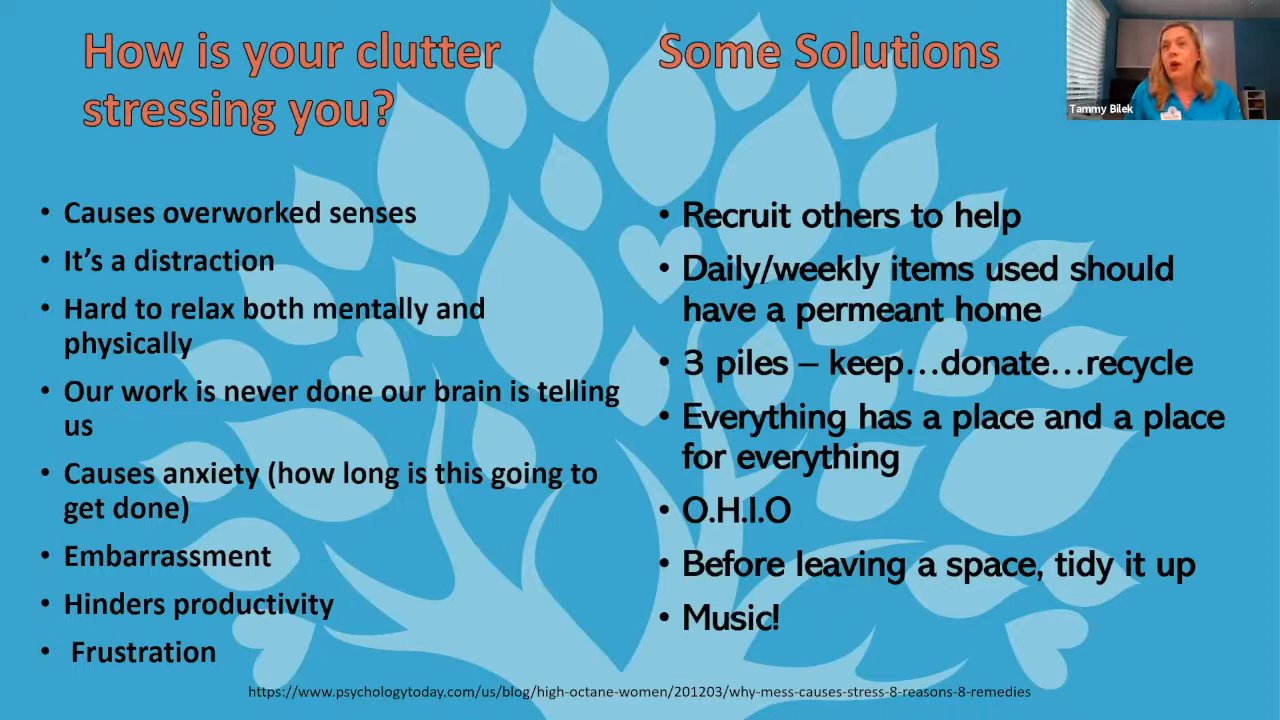 How is your clutter
stressing you?
• Causes overworked senses
• It's a distraction
• Hard to relax both mentally and
physically
• Our work is never done our brain is telling
us
• Causes anxiety (how long is this going to
get done)
• Embarrassment
• Hinders productivity
• Frustration
Some Solutions
• Recruit others to help
• Daily/weekly items used should
have a permeant home
• 3 piles – keep…donate…recycle
• Everything has a place and a place
for everything
• O.H.I.O
• Before leaving a space, tidy it up
• Music!
Tammy Bilek
https://www.psychologytoday.com/us/blog/high-octane-women/201203/why-mess-causes-stress-8-reasons-8-remedies